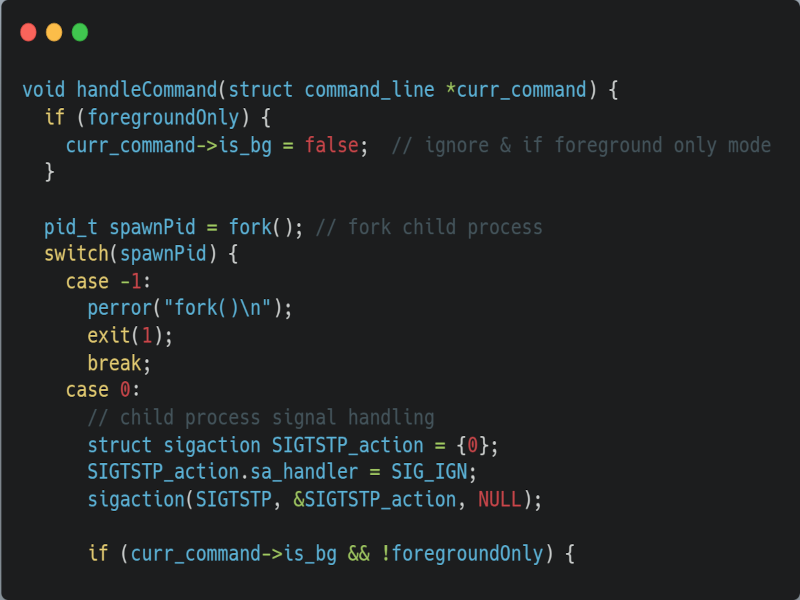 void handleCommand(struct command_line *curr_command) {
  if (foregroundOnly) {
    curr_command->is_bg = false;  // ignore & if foreground only mode
  }

  pid_t spawnPid = fork(); // fork child process
  switch(spawnPid) {
    case -1:
      perror("fork()\n");
      exit(1);
      break;
    case 0:
      // child process signal handling
      struct sigaction SIGTSTP_action = {0};
      SIGTSTP_action.sa_handler = SIG_IGN;
      sigaction(SIGTSTP, &SIGTSTP_action, NULL);

      if (curr_command->is_bg && !foregroundOnly) {